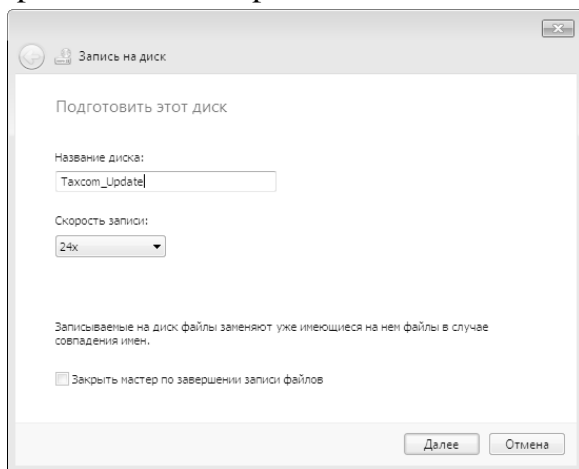 Запись на диск
Подготовить этот диск
Название диска:
Taxcom_Update
Скорость записи:
24x
Записываемые на диск файлы заменяют уже имеющиеся на нем файлы в случае
совпадения имен.
Закрыть мастер по завершении записи файлов
Далее Отмена